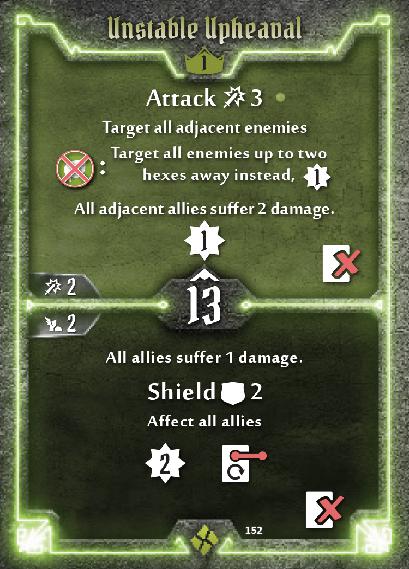 Unstable Upheaval
1
Attack 3
Target all adjacent enemies
: Target all enemies up to two
hexes away instead, 1
All adjacent allies suffer 2 damage.
1
2
13
2
All allies suffer 1 damage.
Shield 2
Affect all allies
2
152